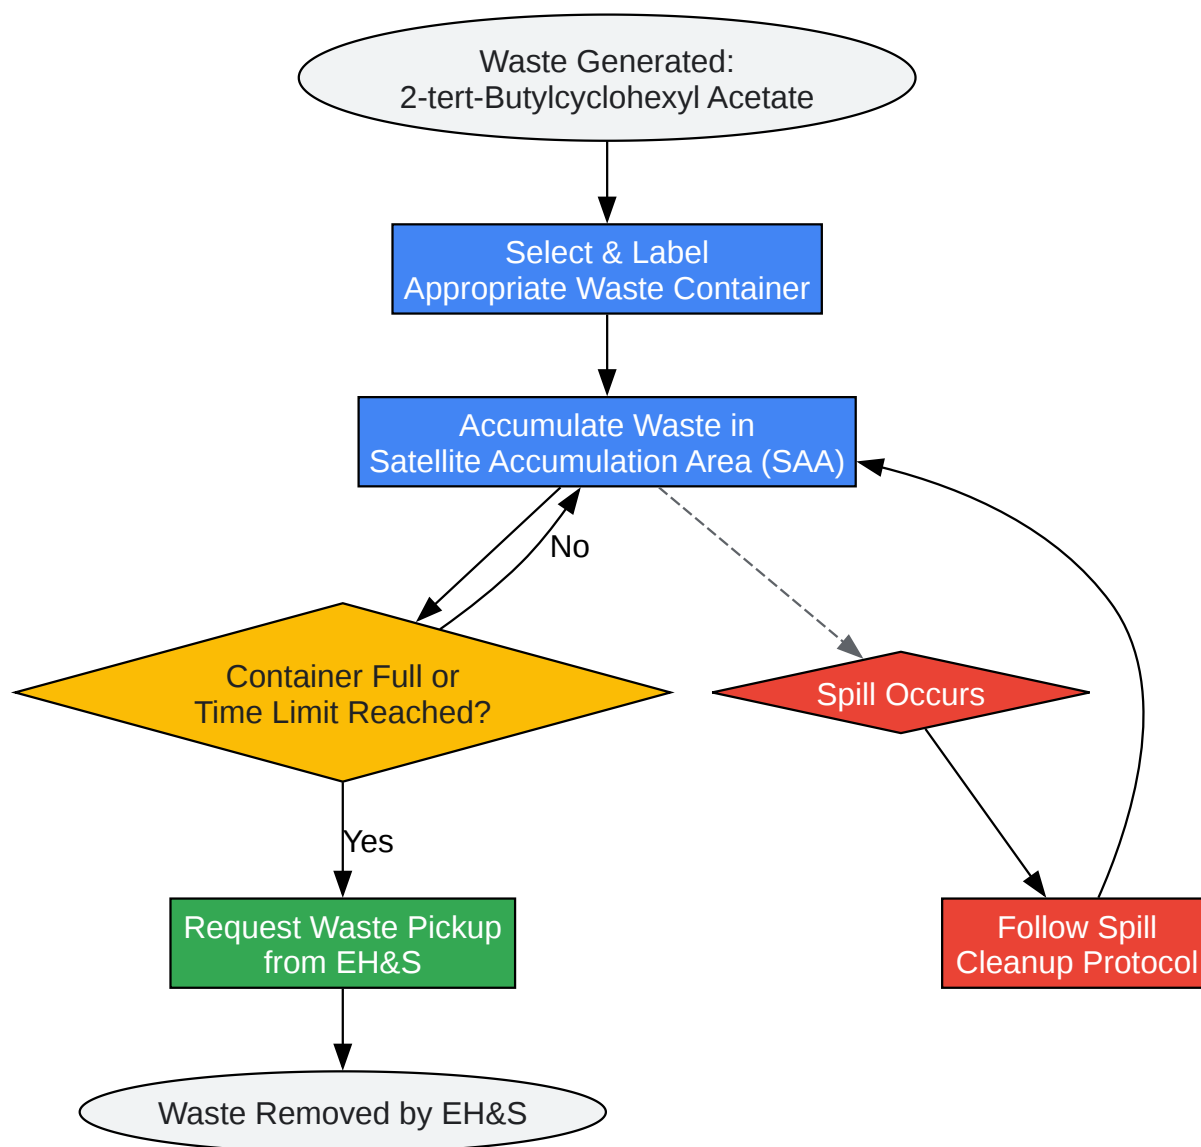 Waste Generated:
2-tert-Butylcyclohexyl Acetate
Select & Label
Appropriate Waste Container
Accumulate Waste in
Satellite Accumulation Area (SAA)
No
Container Full or
Time Limit Reached?
Spill Occurs
Yes
Request Waste Pickup
from EH&S
Follow Spill
Cleanup Protocol
Waste Removed by EH&S